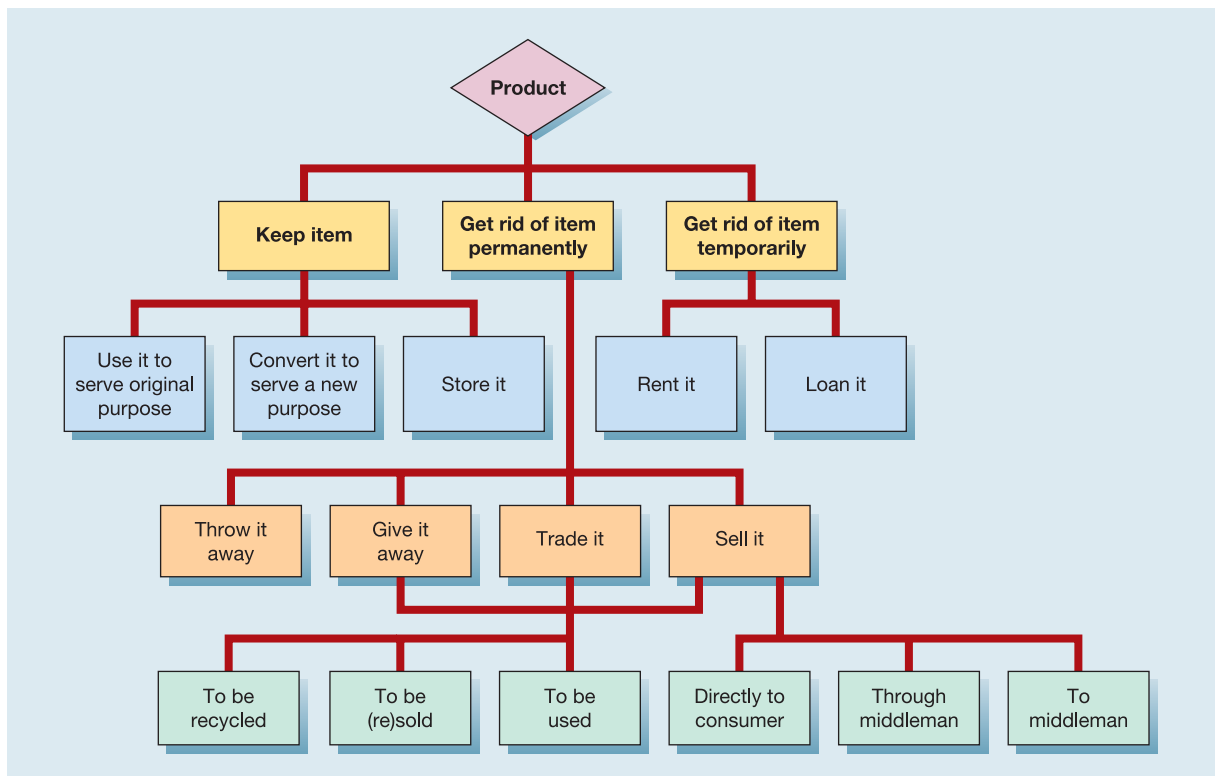 Product
Keep item
Get rid of item
permanently
Get rid of item
temporarily
Use it to
serve original
purpose
Convert it to
serve a new
purpose
Store it
Rent it
Loan it
Throw it
away
Give it
away
Trade it
Sell it
To be
recycled
To be
(re)sold
To be
used
Directly to
consumer
Through
middleman
To
middleman